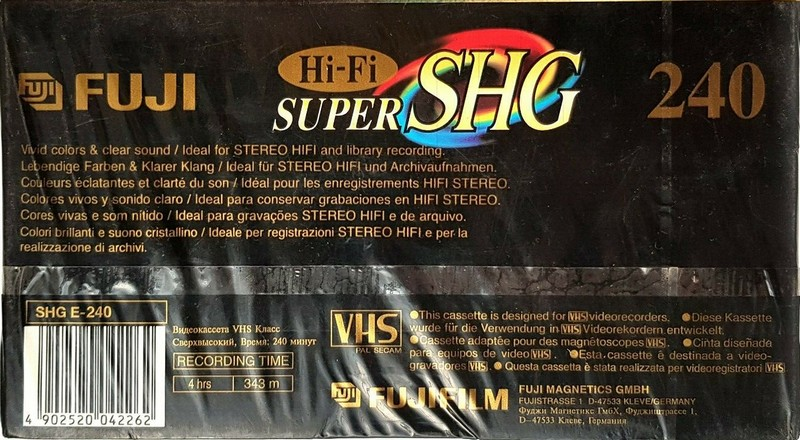 FUJI FUJI
Hi-Fi
SUPER SHG
240
Vivid colors & clear sound / Ideal for STEREO HIFI and library recording.
Lebendige Farben & Klarer Klang / Ideal für STEREO HIFI und Archivaufnahmen.
Couleurs éclatantes et clarté du son / Idéal pour les enregistrements HIFI STEREO.
Colores vivos y sonido claro / Ideal para conservar grabaciones en HIFI STEREO.
Cores vivas e som nítido / Ideal para gravações STEREO HIFI e de arquivo.
Colori brillanti e suono cristallino / Ideale per registrazioni STEREO HIFI e per la
realizzazione di archivi.
SHG E-240
4 902520 042262
Видеокассета VHS Класс
Сверхвысокий, Время: 240 минут
RECORDING TIME
4 hrs 343 m
VHS
PAL SECAM
•This cassette is designed for VHS videorecorders. •Diese Kassette
wurde für die Verwendung in VHS Videorekordern entwickelt.
•Cassette adaptée pour des magnétoscopes VHS. •Cinta diseñada
para equipos de video VHS. •Esta cassette é destinada a video-
gravadores VHS. • Questa cassetta è stata realizzata per videoregistratori VHS
FUJI FUJIFILM
FUJI MAGNETICS GMBH
FUJISTRASSE 1 D-47533 KLEVE/GERMANY
Фуджи Магнетикс ГмбХ, Фуджиштрассе 1,
D-47533 Клеве, Германия